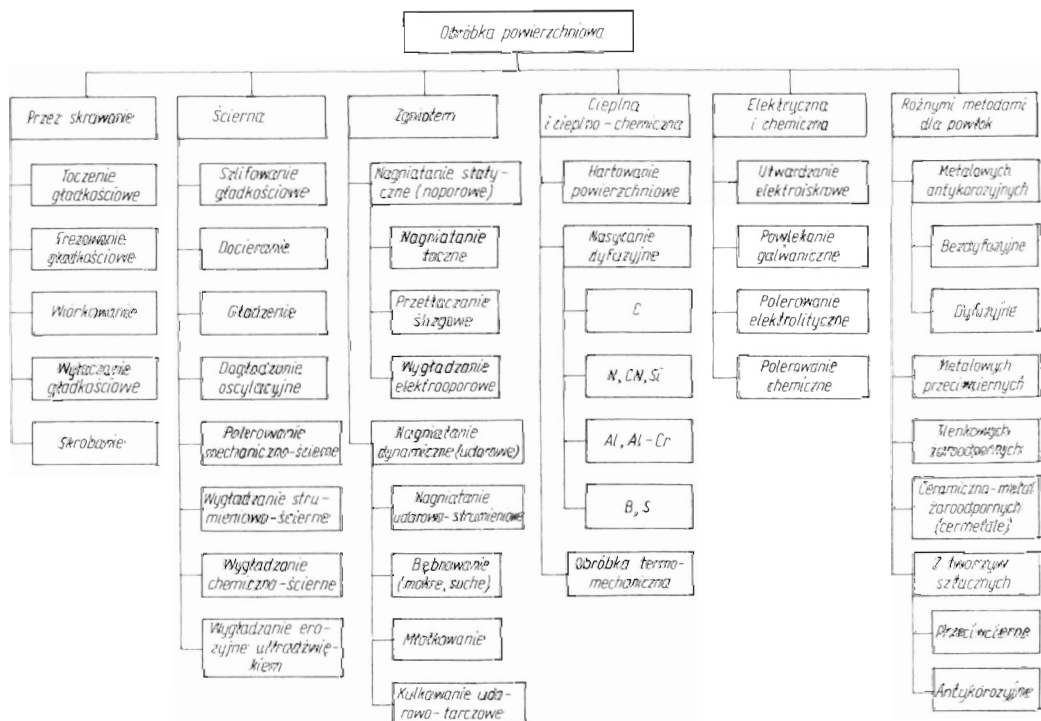 Obróbka powierzchniowa
Przez skrawanie
Toczenie
gładkościowe
Frezowanie
gładkościowe
Wiórkowanie
Wytaczanie
gładkościowe
Skrobanie
Ścierna
Szlifowanie
gładkościowe
Docieranie
Gładzenie
Dogładzanie
oscylacyjne
Polerowanie
mechaniczno-ścierne
Wygładzanie stru-
mieniowo-ścierne
Wygładzanie
chemiczno-ścierne
Wygładzanie ero-
zyjne ultradźwię-
kiem
Zgniotem
Nagniatanie staty-
czne (noporowe)
Nagniatanie
toczne
Przetłaczanie
ślizgowe
Wygładzanie
elektrooporowe
Nagniatanie
dynamiczne (udarowe)
Nagniatanie
udarowo-strumieniowe
Bębnowanie
(mokre, suche)
Młotkowanie
Kulkowanie uda-
rowo-tarczowe
Cieplna
i cieplno-chemiczna
Hartowanie
powierzchniowe
Nasycanie
dyfuzyjne
C
N, CN, Si
Al, Al-Cr
B, S
Obróbka termo-
mechaniczna
Elektryczna
i chemiczna
Utwardzanie
elektroiskowe
Powlekanie
galwaniczne
Polerowanie
elektrolityczne
Polerowanie
chemiczne
Różnymi metodami
dla powłok
Metalowych
antykorozyjnych
Bezdyfuzyjne
Dyfuzyjne
Metalowych
przeciwciernych
Tlenkowych
żaroodpornych
Ceramiczno-metal
żaroodpornych
(cermetale)
Z tworzyw
sztucznych
Przeciwcierne
Antykorozyjne